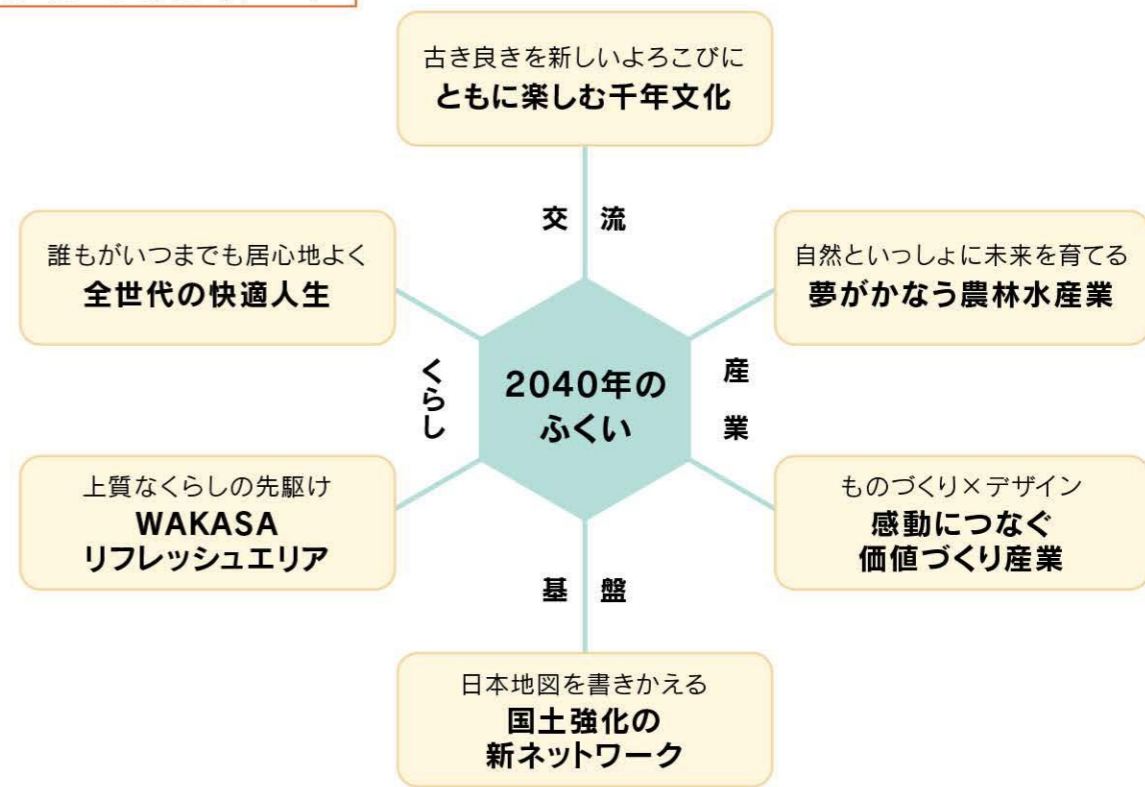 古き良きを新しいよろこびに
ともに楽しむ千年文化
交流
誰もがいつまでも居心地よく
全世代の快適人生
自然といっしょに未来を育てる
夢がかなう農林水産業
くらし
2040年の
ふくい
産業
上質なくらしの先駆け
WAKASA
リフレッシュエリア
ものづくり×デザイン
感動につなぐ
価値づくり産業
基盤
日本地図を書きかえる
国土強化の
新ネットワーク